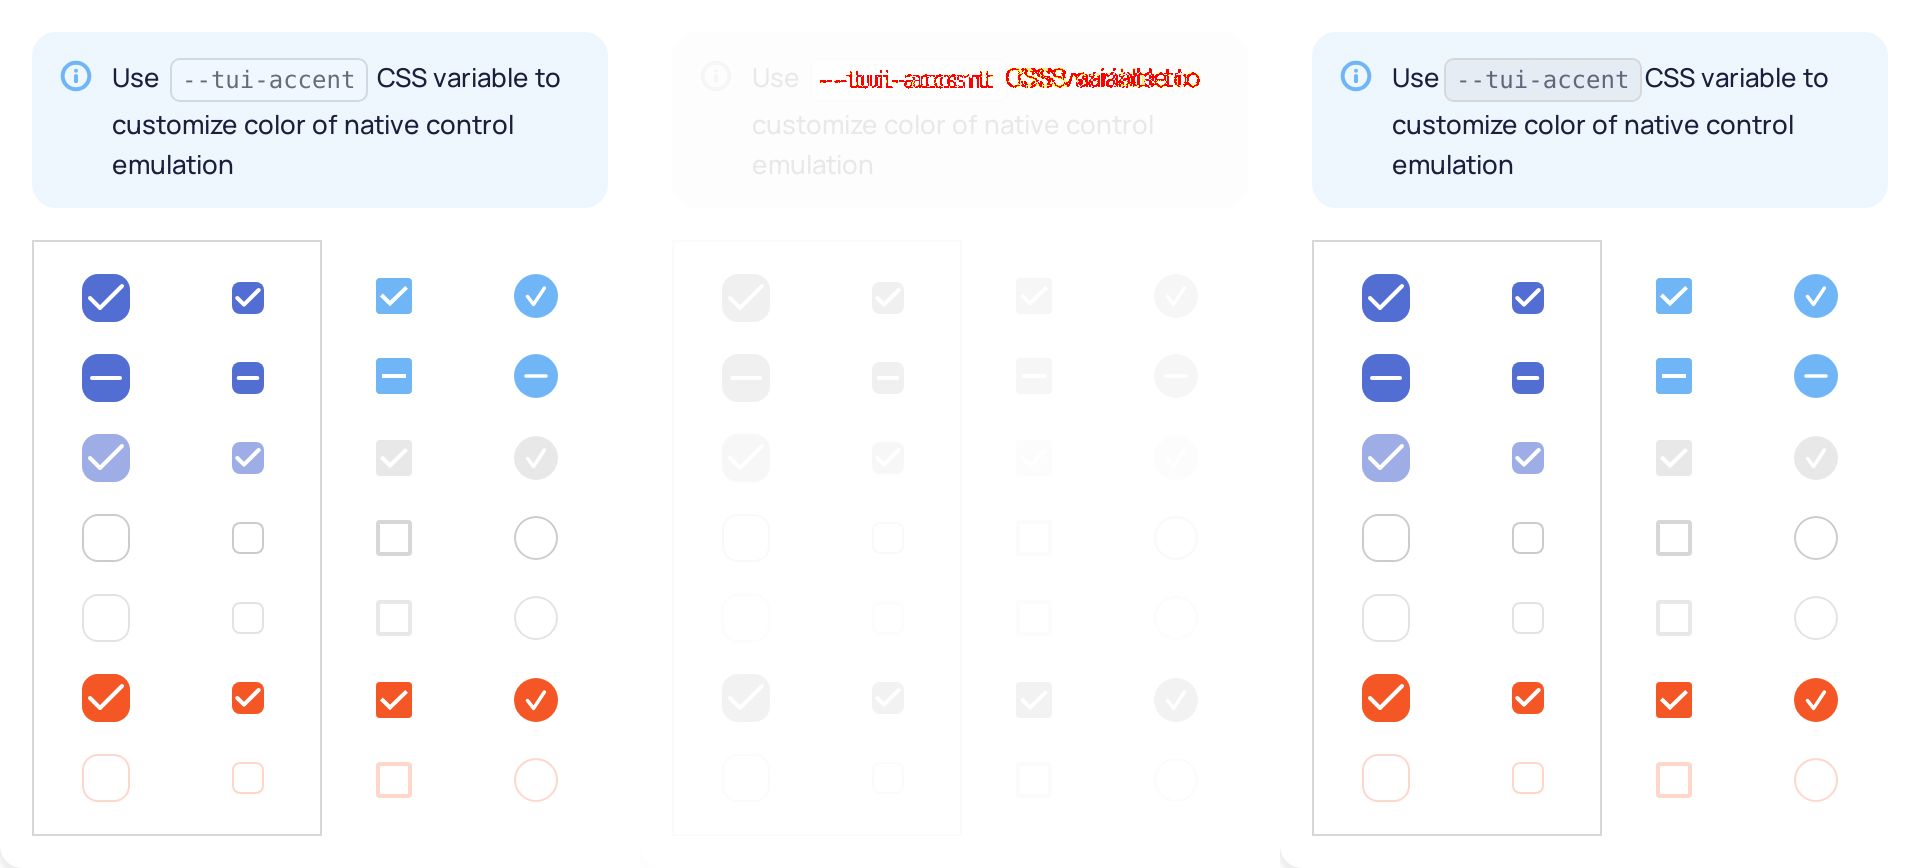 Use --tui-accent CSS variable to
customize color of native control
emulation
Use
customize color of native control
emulation
Use --tui-accent CSS variable to
customize color of native control
emulation